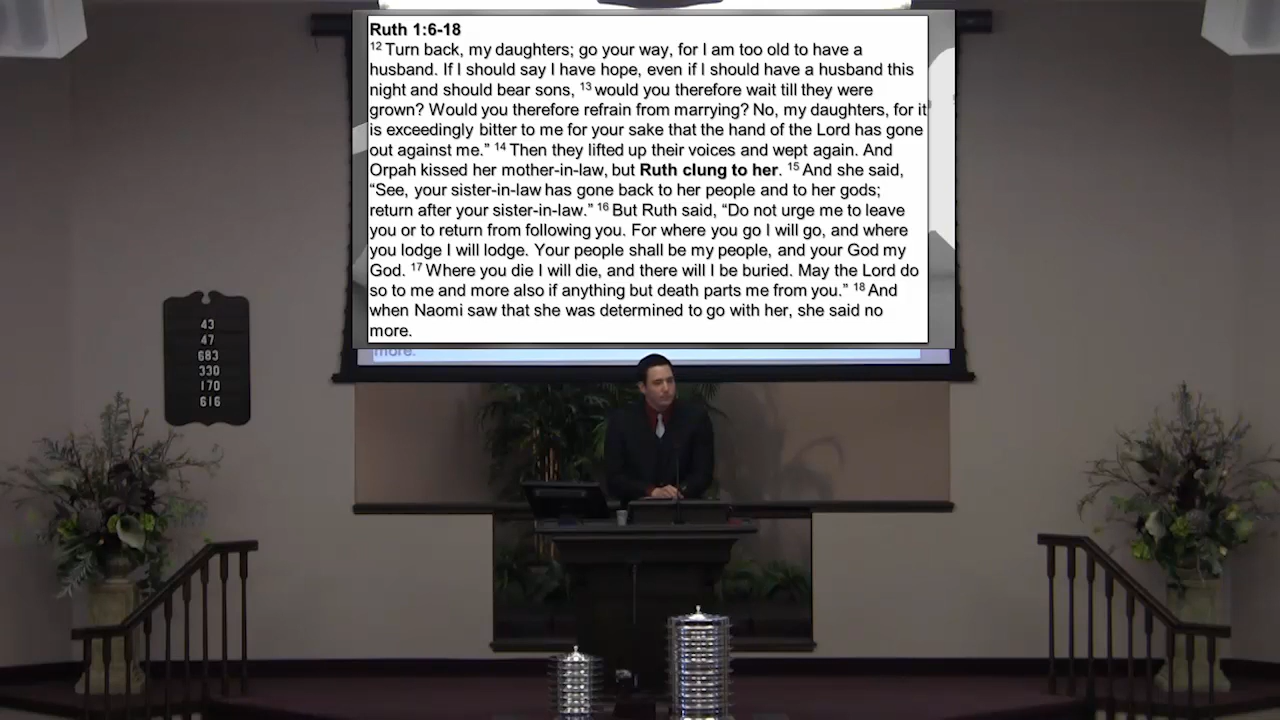 Ruth 1:6-18
12 Turn back, my daughters; go your way, for I am too old to have a
husband. If I should say I have hope, even if I should have a husband this
night and should bear sons, 13 would you therefore wait till they were
grown? Would you therefore refrain from marrying? No, my daughters, for it
is exceedingly bitter to me for your sake that the hand of the Lord has gone
out against me.” 14 Then they lifted up their voices and wept again. And
Orpah kissed her mother-in-law, but Ruth clung to her. 15 And she said,
“See, your sister-in-law has gone back to her people and to her gods;
return after your sister-in-law.” 16 But Ruth said, “Do not urge me to leave
you or to return from following you. For where you go I will go, and where
you lodge I will lodge. Your people shall be my people, and your God my
God. 17 Where you die I will die, and there will I be buried. May the Lord do
so to me and more also if anything but death parts me from you.” 18 And
when Naomi saw that she was determined to go with her, she said no
more.
more.
43
47
683
330
170
616